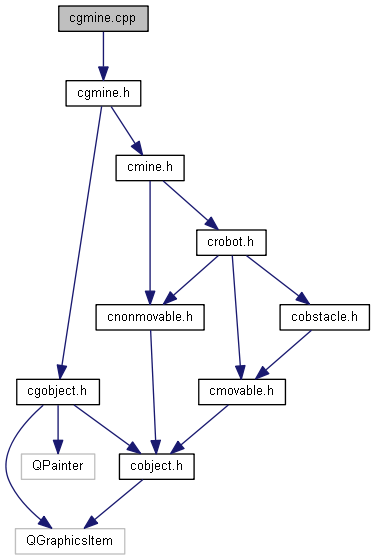 cgmine.cpp
cgmine.h
cmine.h
crobot.h
cnonmovable.h
cobstacle.h
cgobject.h
cmovable.h
QPainter
cobject.h
QGraphicsItem